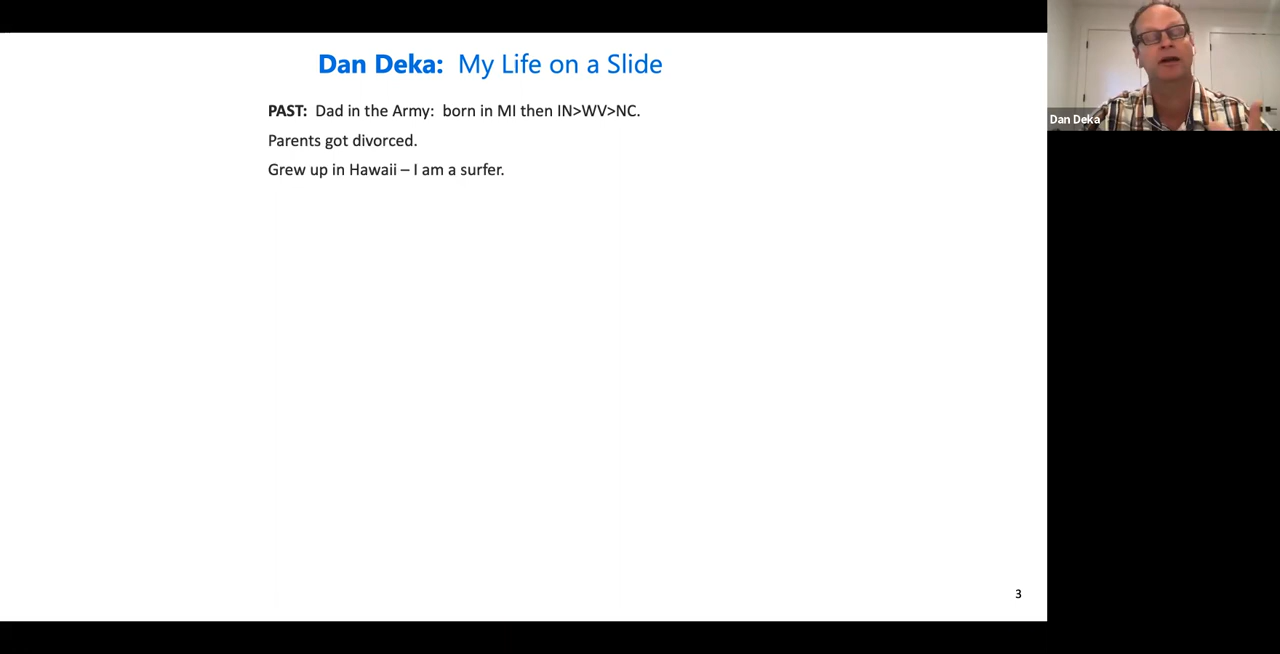 Dan Deka: My Life on a Slide
PAST: Dad in the Army: born in MI then IN>WV>NC.
Parents got divorced.
Grew up in Hawaii – I am a surfer.
3
Dan Deka